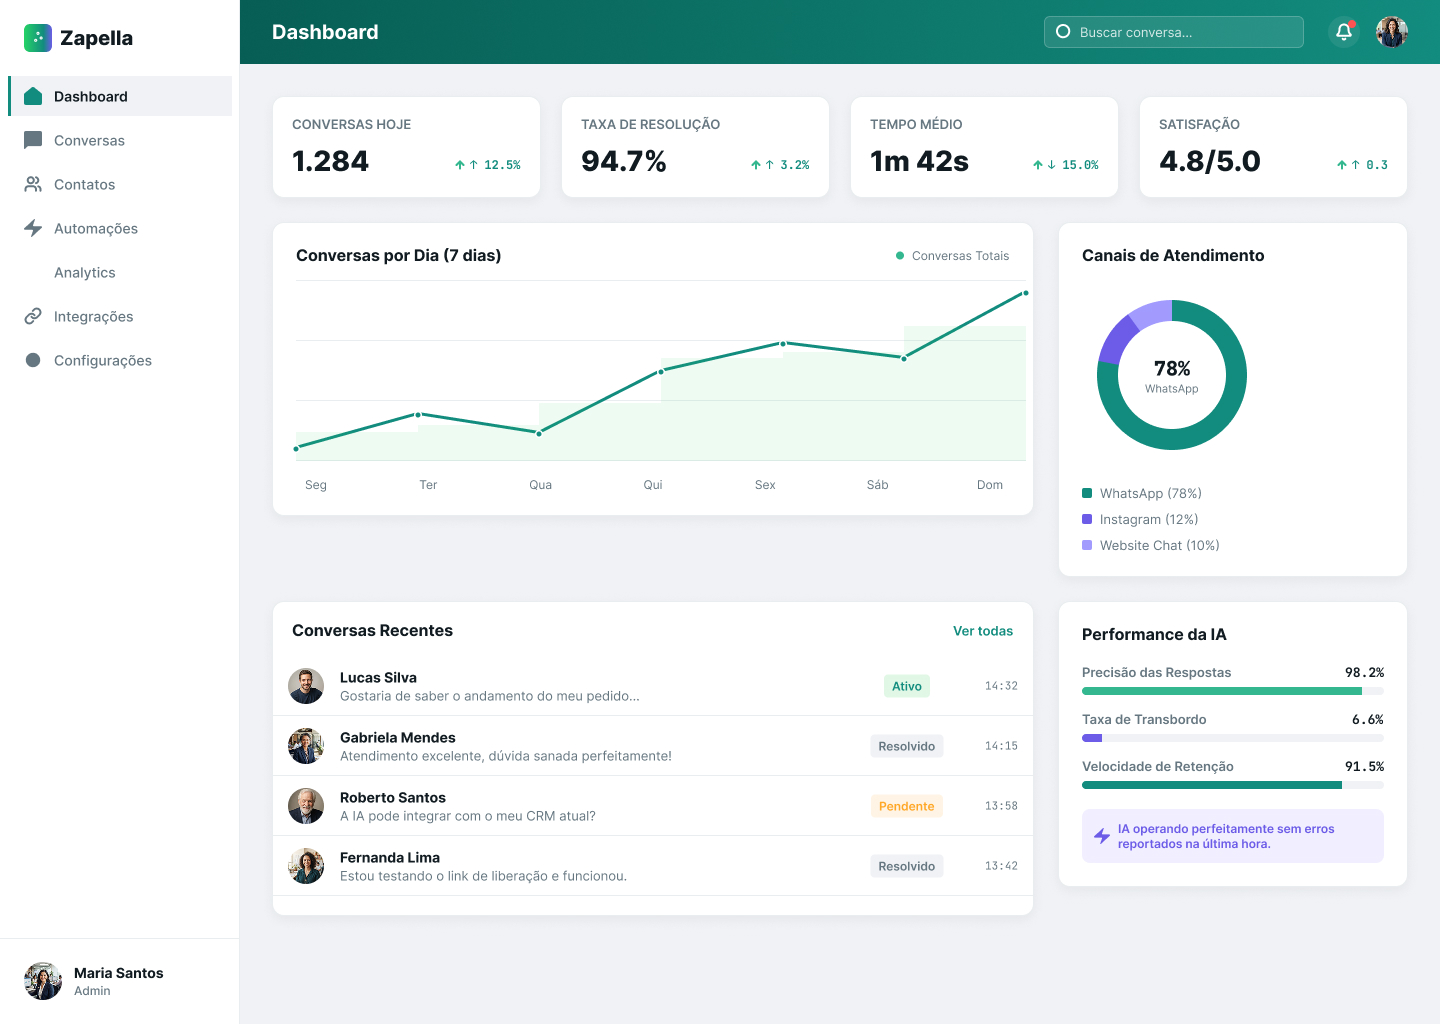 Zapella
Dashboard
Conversas
Contatos
Automações
Analytics
Integrações
Configurações
Maria Santos
Admin
Dashboard
Buscar conversa...
CONVERSAS HOJE
1.284
↑ 12.5%
TAXA DE RESOLUÇÃO
94.7%
↑ 3.2%
TEMPO MÉDIO
1m 42s
↓ 15.0%
SATISFAÇÃO
4.8/5.0
↑ 0.3
Conversas por Dia (7 dias)
Conversas Totais
Seg Ter Qua Qui Sex Sáb Dom
Canais de Atendimento
78%
WhatsApp
WhatsApp (78%)
Instagram (12%)
Website Chat (10%)
Conversas Recentes
Ver todas
Lucas Silva
Gostaria de saber o andamento do meu pedido...
Ativo
14:32
Gabriela Mendes
Atendimento excelente, dúvida sanada perfeitamente!
Resolvido
14:15
Roberto Santos
A IA pode integrar com o meu CRM atual?
Pendente
13:58
Fernanda Lima
Estou testando o link de liberação e funcionou.
Resolvido
13:42
Performance da IA
Precisão das Respostas 98.2%
Taxa de Transbordo 6.6%
Velocidade de Retenção 91.5%
IA operando perfeitamente sem erros
reportados na última hora.